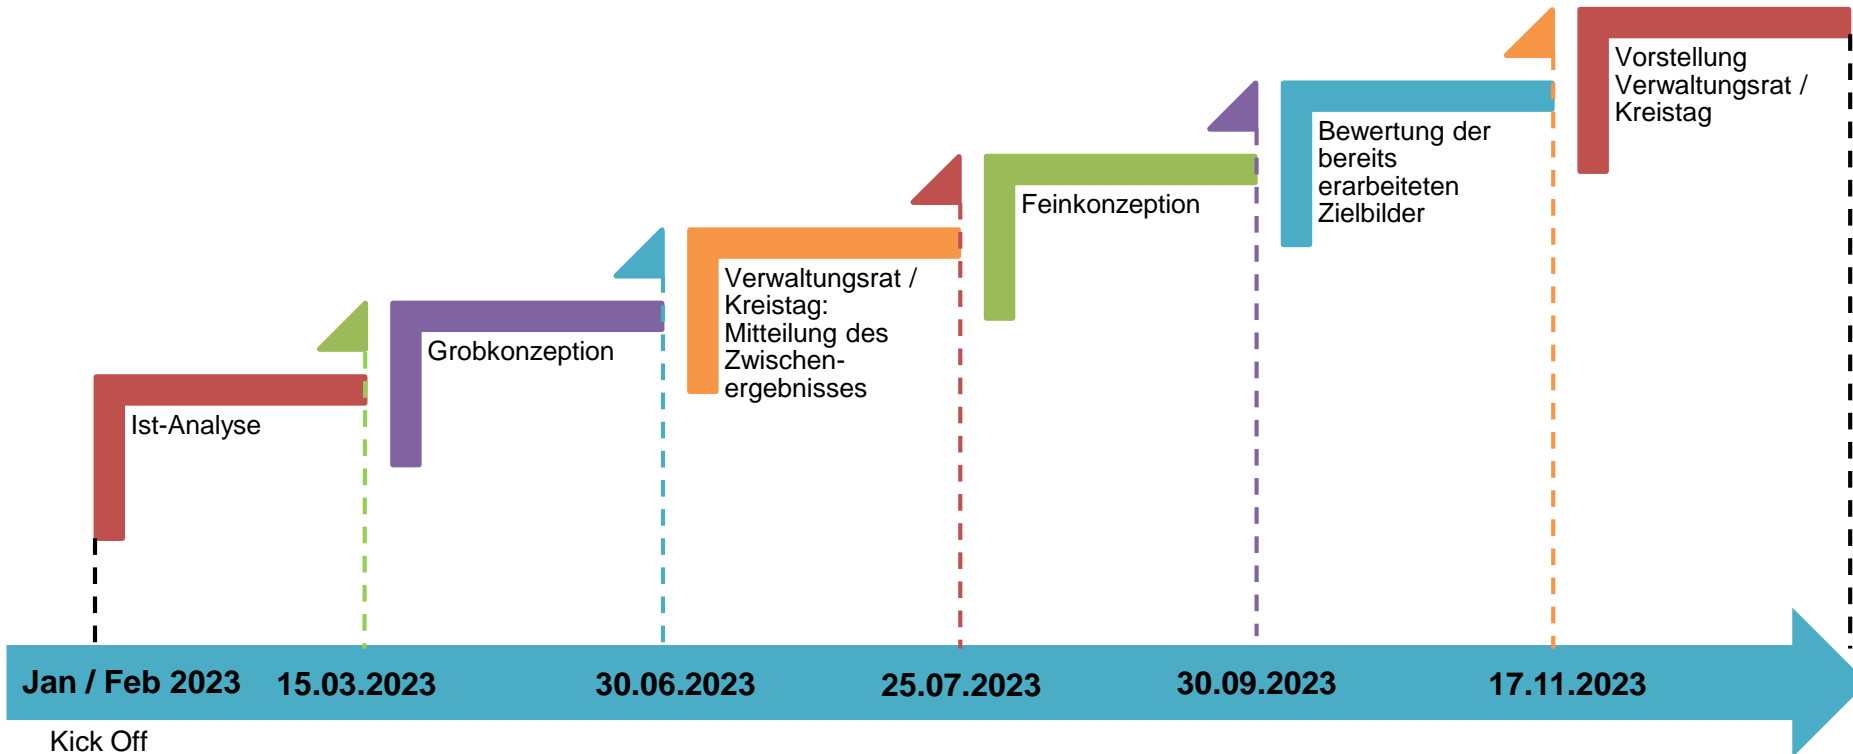 Ist-Analyse
Grobkonzeption
Verwaltungsrat /
Kreistag:
Mitteilung des
Zwischen-
ergebnisses
Feinkonzeption
Bewertung der
bereits
erarbeiteten
Zielbilder
Vorstellung
Verwaltungsrat /
Kreistag
Jan / Feb 2023
15.03.2023
30.06.2023
25.07.2023
30.09.2023
17.11.2023
Kick Off